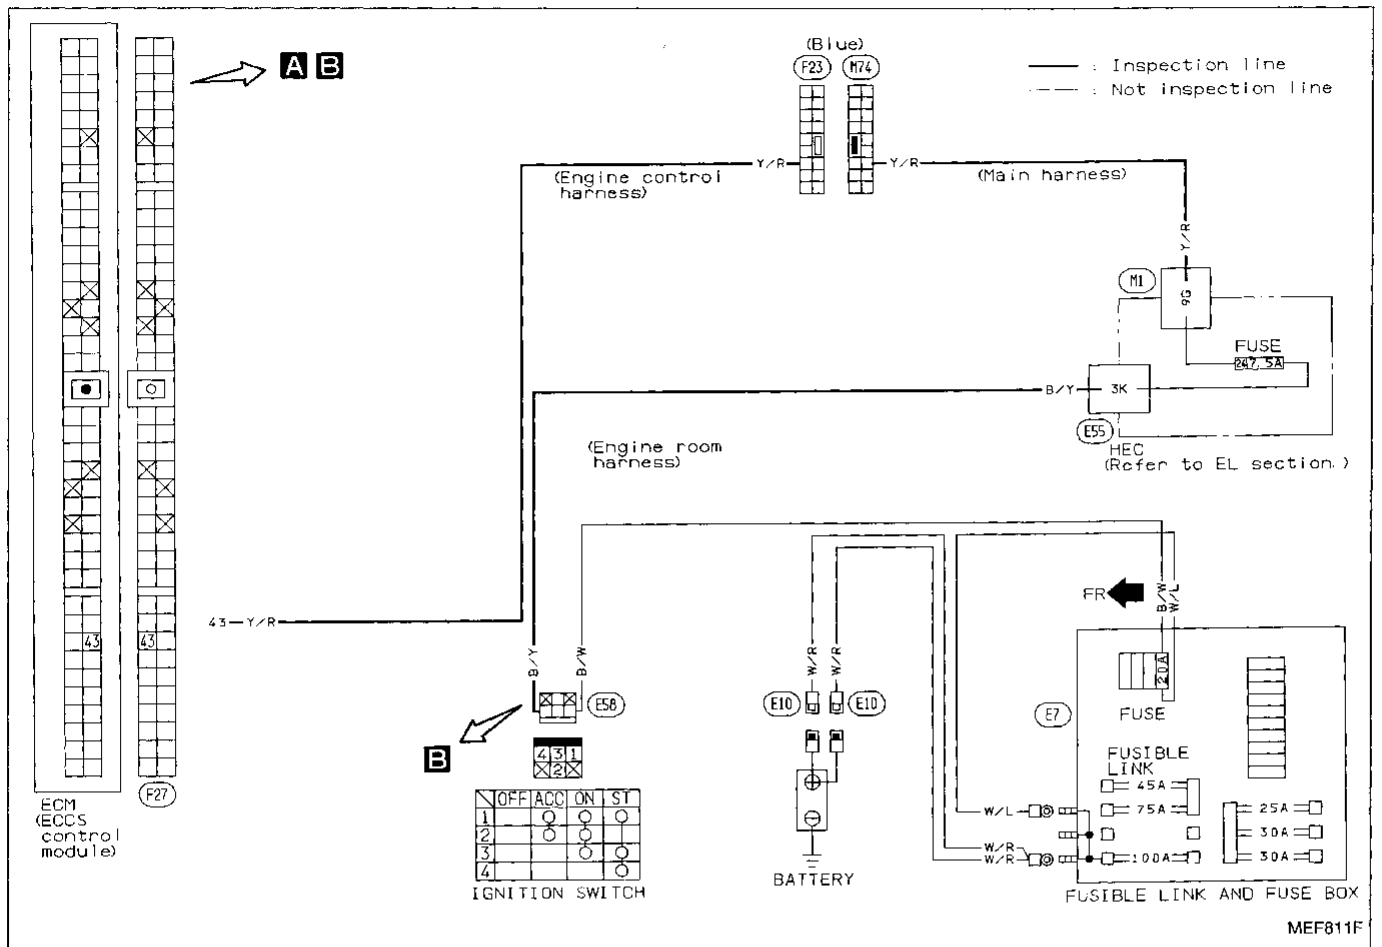 (Blue)
F23 M74
A B
: Inspection line
: Not inspection line
Y/R Y/R
(Engine control
harness)
(Main harness)
Y/R
M1
9G
FUSE
24 7.5A
B/Y
3K
E55
HEC
(Refer to EL section.)
(Engine room
harness)
FR
B/W
W/L
43 Y/R
43 43
B/Y
B/W
E58
W/R
W/R
E10 E10
20A
FUSE
E7
B
4 3 1
2
FUSIBLE
LINK
45A
75A
25A
W/L
30A
W/R
W/R
100A
30A
F27
ECM
(ECCS
control
module)
OFF ACC ON ST
1
2
3
4
IGNITION SWITCH
BATTERY
FUSIBLE LINK AND FUSE BOX
MEF811F